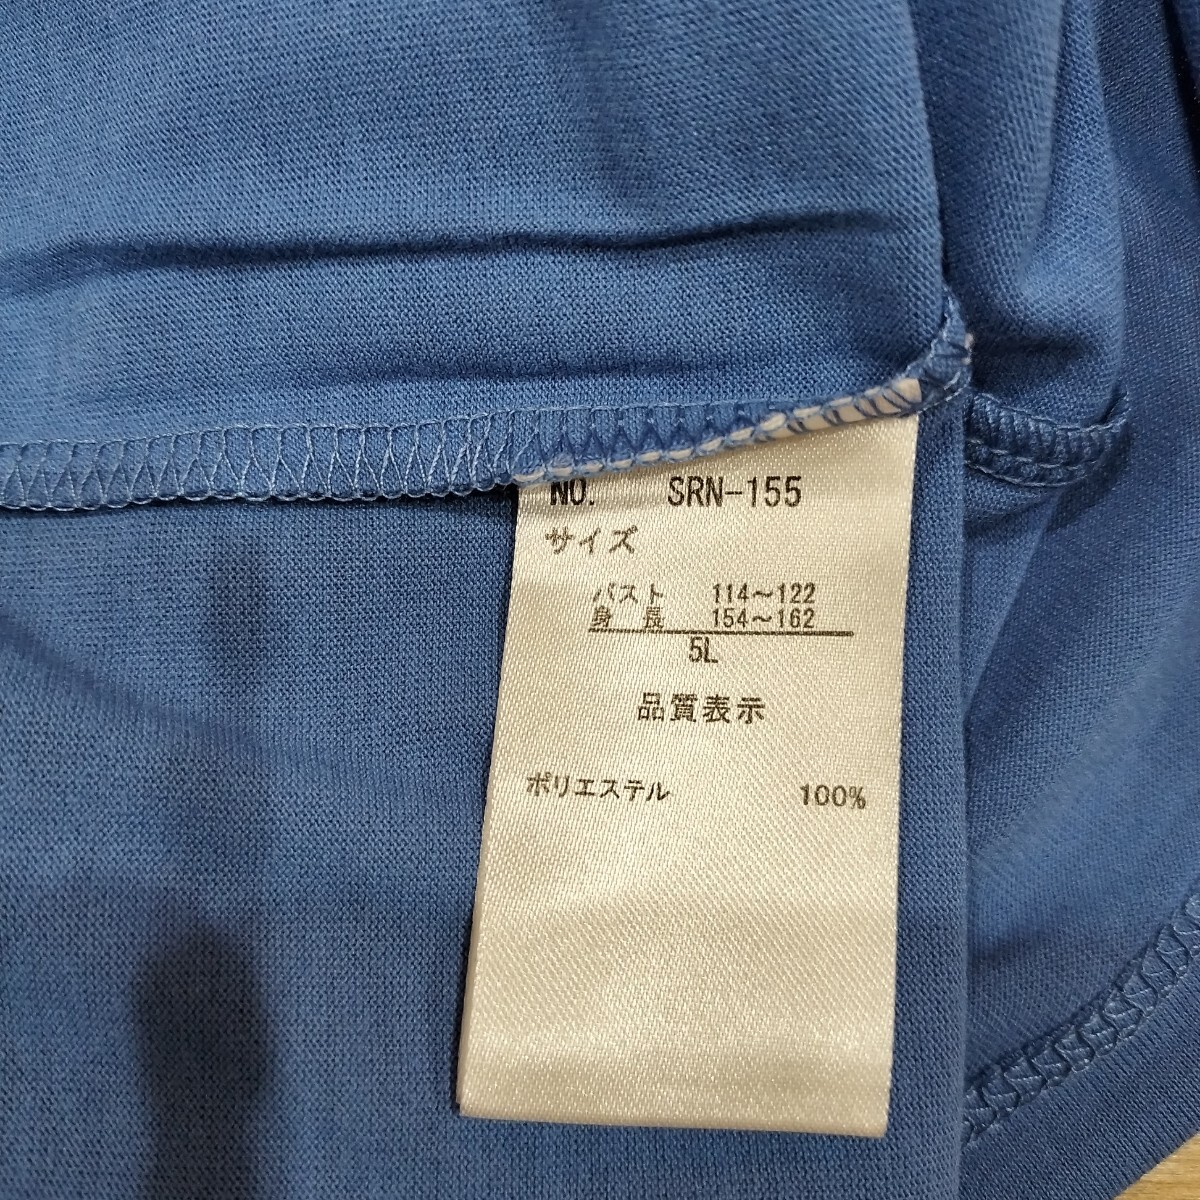 NO. SRN-155
サイズ
バスト 114～122
身長 154～162
5L
品質表示
ポリエステル 100%